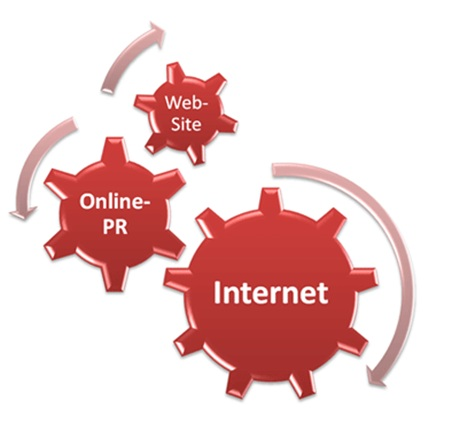 Web-
Site
Online-
PR
Internet